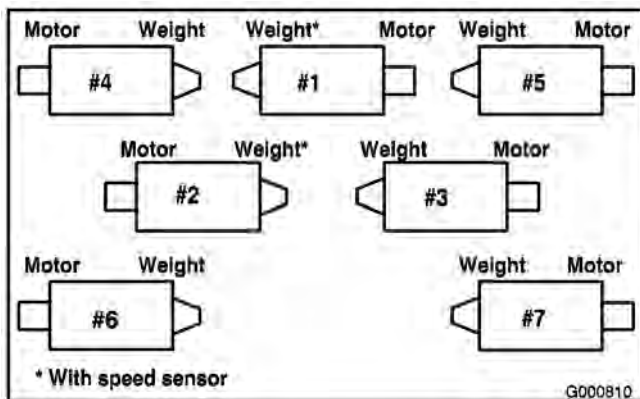 Motor Weight Weight* Motor Weight Motor
#4 #1 #5
Motor Weight* Weight Motor
#2 #3
Motor Weight Weight Motor
#6 #7
* With speed sensor
G000810